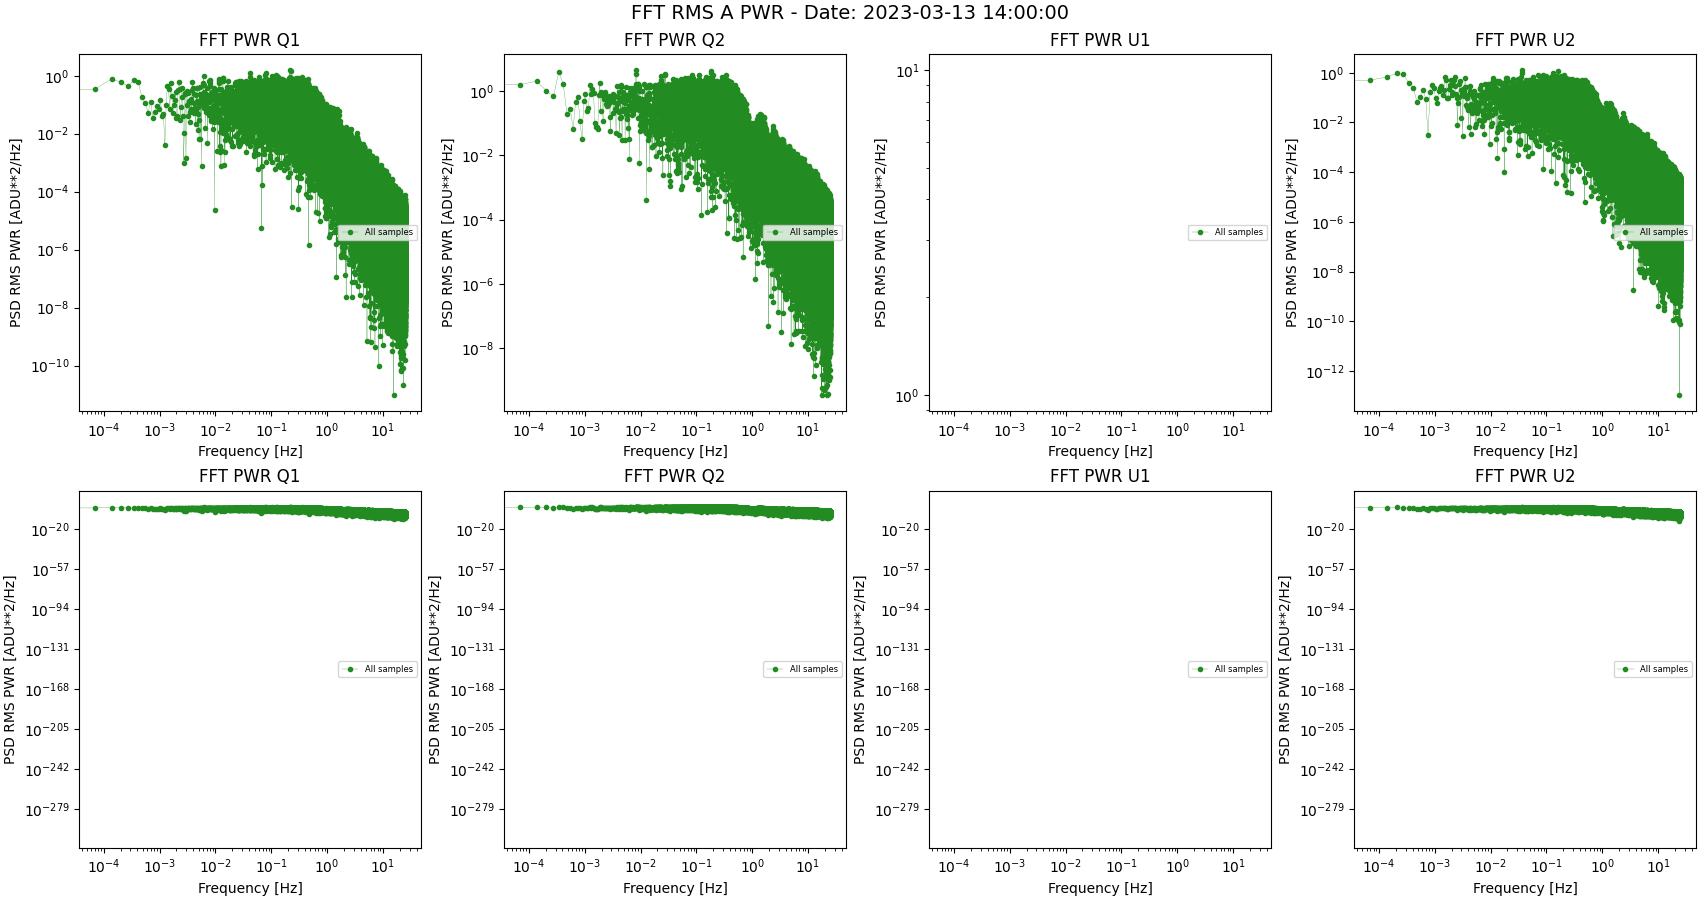 FFT RMS A PWR - Date: 2023-03-13 14:00:00
FFT PWR Q1
PSD RMS PWR [ADU**2/Hz]
10^0
10^-2
10^-4
10^-6
10^-8
10^-10
All samples
10^-4 10^-3 10^-2 10^-1 10^0 10^1
Frequency [Hz]
FFT PWR Q2
PSD RMS PWR [ADU**2/Hz]
10^0
10^-2
10^-4
10^-6
10^-8
All samples
10^-4 10^-3 10^-2 10^-1 10^0 10^1
Frequency [Hz]
FFT PWR U1
PSD RMS PWR [ADU**2/Hz]
10^1
10^0
All samples
10^-4 10^-3 10^-2 10^-1 10^0 10^1
Frequency [Hz]
FFT PWR U2
PSD RMS PWR [ADU**2/Hz]
10^0
10^-2
10^-4
10^-6
10^-8
10^-10
10^-12
All samples
10^-4 10^-3 10^-2 10^-1 10^0 10^1
Frequency [Hz]
FFT PWR Q1
PSD RMS PWR [ADU**2/Hz]
10^-20
10^-57
10^-94
10^-131
10^-168
10^-205
10^-242
10^-279
All samples
10^-4 10^-3 10^-2 10^-1 10^0 10^1
Frequency [Hz]
FFT PWR Q2
PSD RMS PWR [ADU**2/Hz]
10^-20
10^-57
10^-94
10^-131
10^-168
10^-205
10^-242
10^-279
All samples
10^-4 10^-3 10^-2 10^-1 10^0 10^1
Frequency [Hz]
FFT PWR U1
PSD RMS PWR [ADU**2/Hz]
10^-20
10^-57
10^-94
10^-131
10^-168
10^-205
10^-242
10^-279
All samples
10^-4 10^-3 10^-2 10^-1 10^0 10^1
Frequency [Hz]
FFT PWR U2
PSD RMS PWR [ADU**2/Hz]
10^-20
10^-57
10^-94
10^-131
10^-168
10^-205
10^-242
10^-279
All samples
10^-4 10^-3 10^-2 10^-1 10^0 10^1
Frequency [Hz]